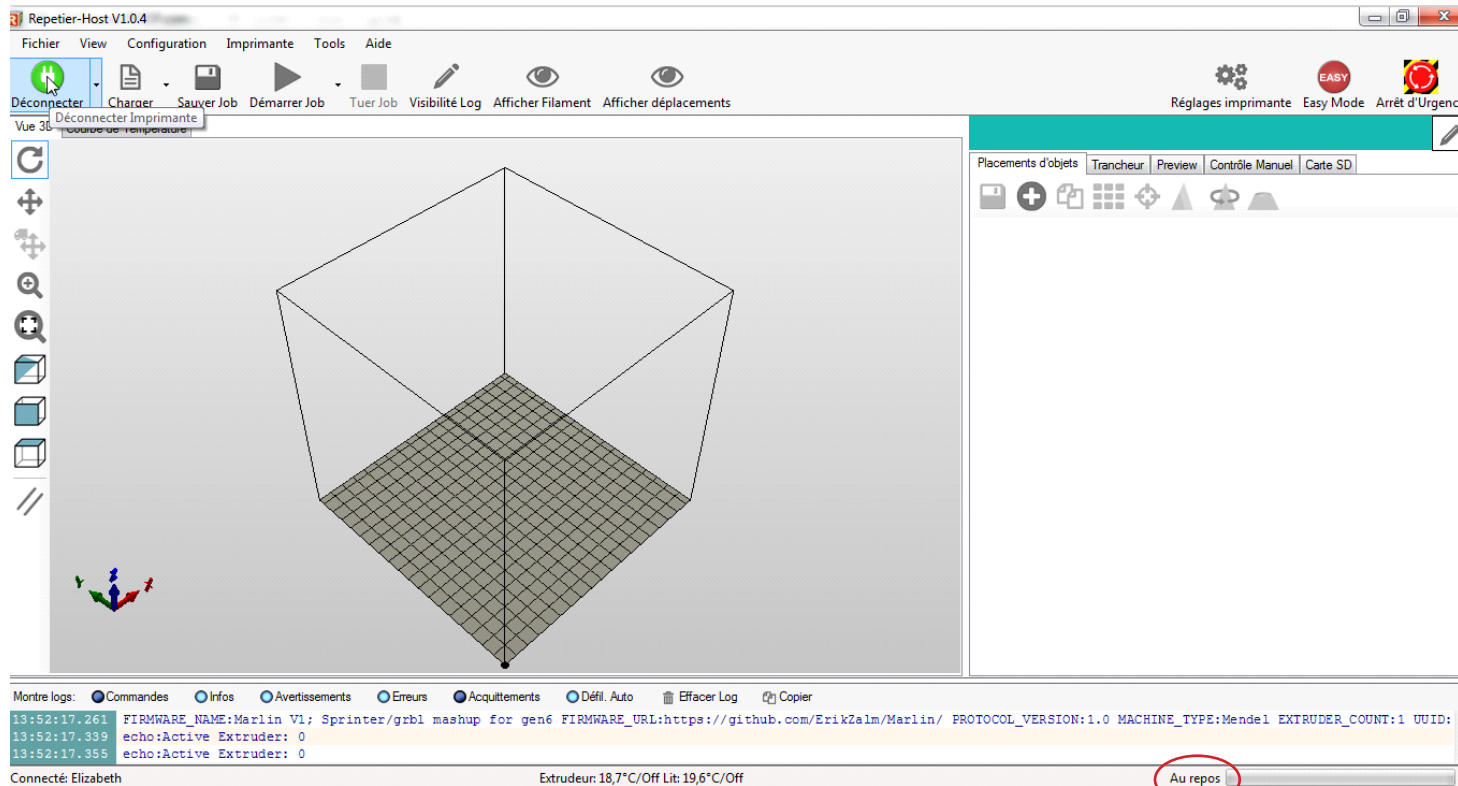 Repetier-Host V1.0.4
Fichier View Configuration Imprimante Tools Aide
EASY
Déconnecter Charger Sauver Job Démarrer Job Tuer Job Visibilité Log Afficher Filament Afficher déplacements Réglages imprimante Easy Mode Arrêt d'Urgenc
Déconnecter Imprimante
Vue 3D Courbe de Température
Placements d'objets Trancheur Preview Contrôle Manuel Carte SD
Y Z X
Montre logs: Commandes Infos Avertissements Erreurs Acquittements Défil. Auto Effacer Log Copier
13:52:17.261 FIRMWARE_NAME:Marlin V1; Sprinter/grbl mashup for gen6 FIRMWARE_URL:https://github.com/ErikZalm/Marlin/ PROTOCOL_VERSION:1.0 MACHINE_TYPE:Mendel EXTRUDER_COUNT:1 UUID:
13:52:17.339 echo:Active Extruder: 0
13:52:17.355 echo:Active Extruder: 0
Connecté: Elizabeth Extrudeur: 18,7°C/Off Lit: 19,6°C/Off Au repos